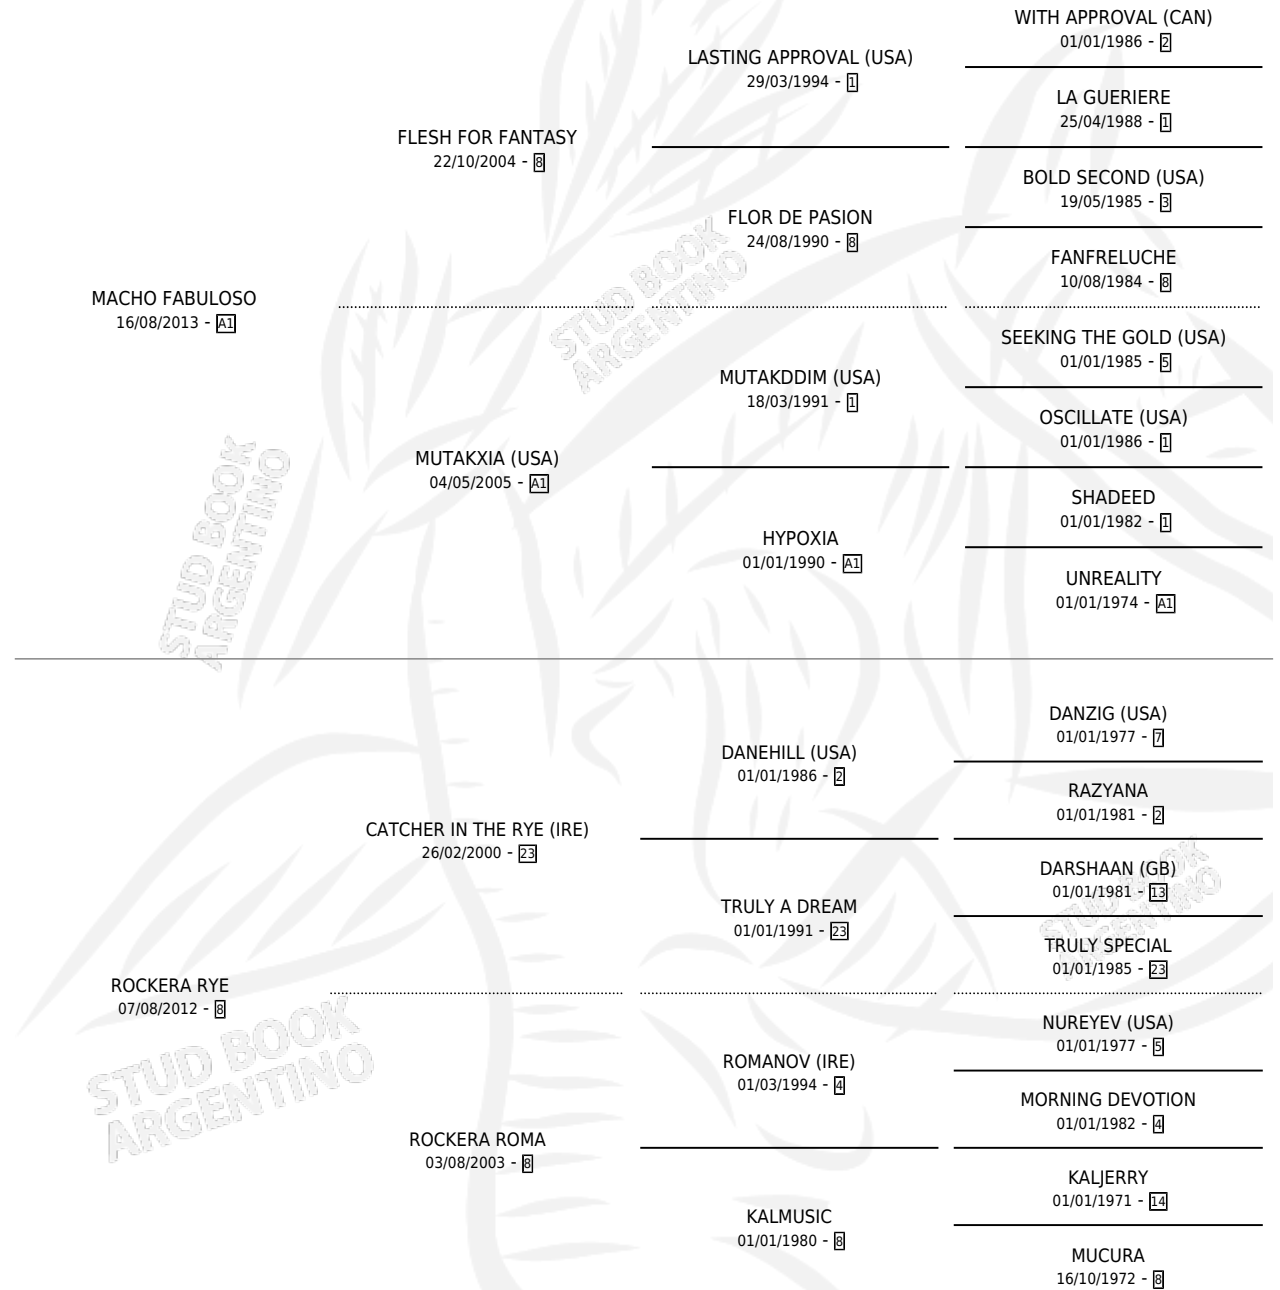 WITH APPROVAL (CAN)
01/01/1986 - 2
LASTING APPROVAL (USA)
29/03/1994 - 1
LA GUERIERE
25/04/1988 - 1
FLESH FOR FANTASY
22/10/2004 - 8
BOLD SECOND (USA)
19/05/1985 - 3
FLOR DE PASION
24/08/1990 - 8
FANFRELUCHE
10/08/1984 - 8
MACHO FABULOSO
16/08/2013 - A1
STUD BOOK
ARGENTINO
SEEKING THE GOLD (USA)
01/01/1985 - 5
MUTAKDDIM (USA)
18/03/1991 - 1
OSCILLATE (USA)
01/01/1986 - 1
MUTAKXIA (USA)
04/05/2005 - A1
SHADEED
01/01/1982 - 1
HYPOXIA
01/01/1990 - A1
UNREALITY
01/01/1974 - A1
STUD BOOK
ARGENTINO
DANZIG (USA)
01/01/1977 - 7
DANEHILL (USA)
01/01/1986 - 2
RAZYANA
01/01/1981 - 2
CATCHER IN THE RYE (IRE)
26/02/2000 - 23
DARSHAAN (GB)
01/01/1981 - 13
TRULY A DREAM
01/01/1991 - 23
TRULY SPECIAL
01/01/1985 - 23
STUD BOOK
ARGENTINO
ROCKERA RYE
07/08/2012 - 8
NUREYEV (USA)
01/01/1977 - 5
ROMANOV (IRE)
01/03/1994 - 4
MORNING DEVOTION
01/01/1982 - 4
STUD BOOK
ARGENTINO
ROCKERA ROMA
03/08/2003 - 8
KALJERRY
01/01/1971 - 14
KALMUSIC
01/01/1980 - 8
MUCURA
16/10/1972 - 8